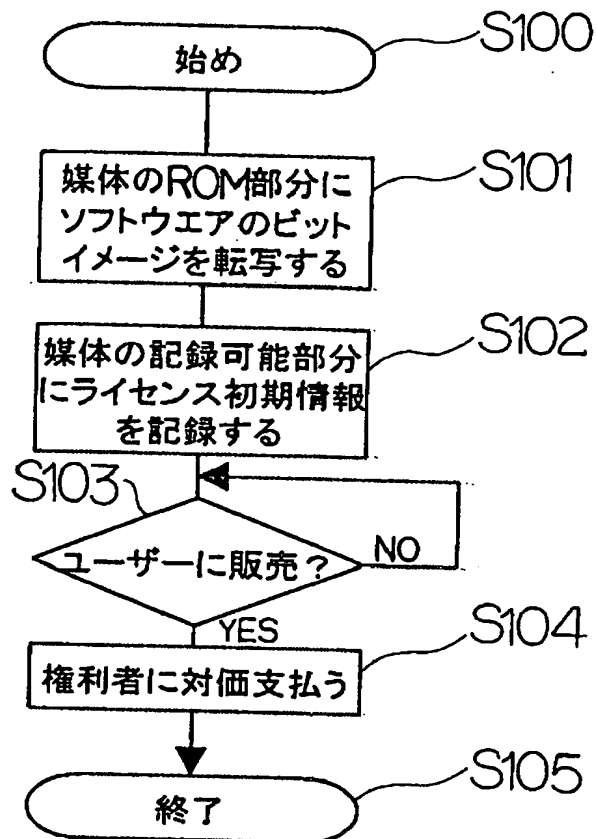 始め
S100
媒体のROM部分に
ソフトウエアのビット
イメージを転写する
S101
媒体の記録可能部分
にライセンス初期情報
を記録する
S102
S103
ユーザーに販売?
NO
YES
権利者に対価支払う
S104
終了
S105